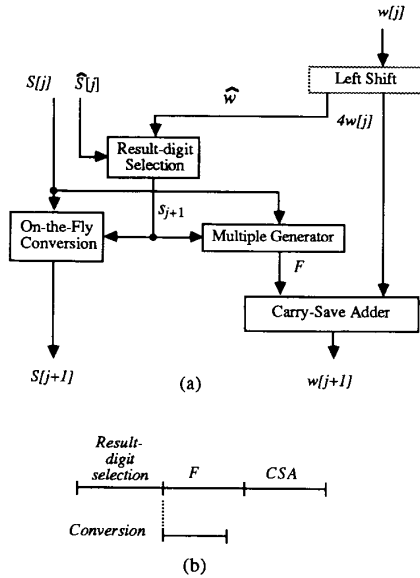 w[j]
S[j]
Ŝ[j]
ŵ
Left Shift
4w[j]
Result-digit
Selection
s_{j+1}
On-the-Fly
Conversion
Multiple Generator
F
Carry-Save Adder
S[j+1]
w[j+1]
(a)
Result-
digit
selection
F
CSA
Conversion
(b)